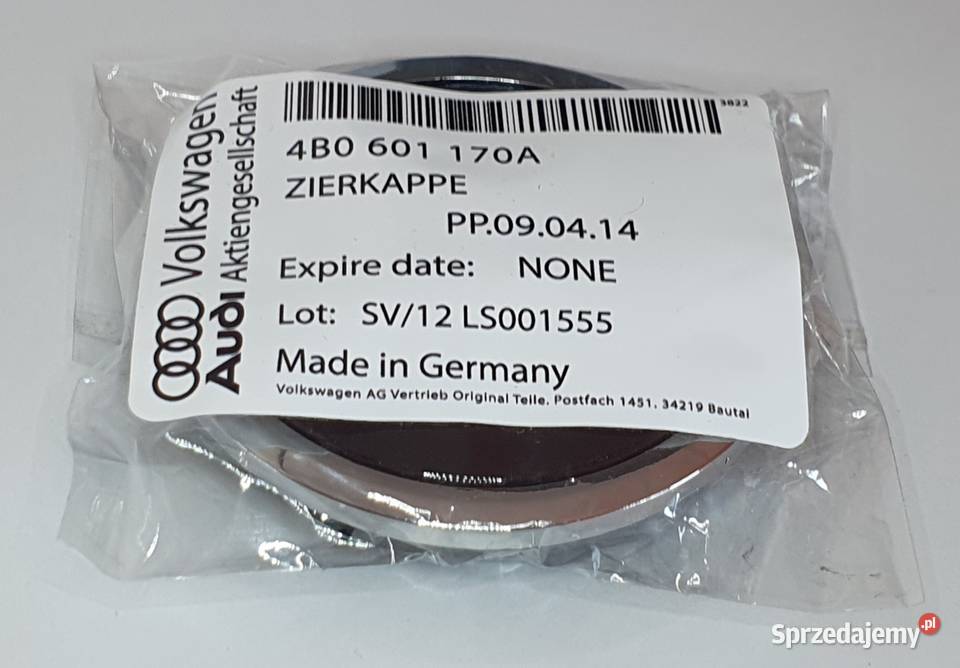 Volkswagen
Audi Aktiengesellschaft
3822
4B0 601 170A
ZIERKAPPE
PP.09.04.14
Expire date: NONE
Lot: SV/12 LS001555
Made in Germany
Volkswagen AG Vertrieb Original Teile. Postfach 1451. 34219 Bautal
Sprzedajemy.pl